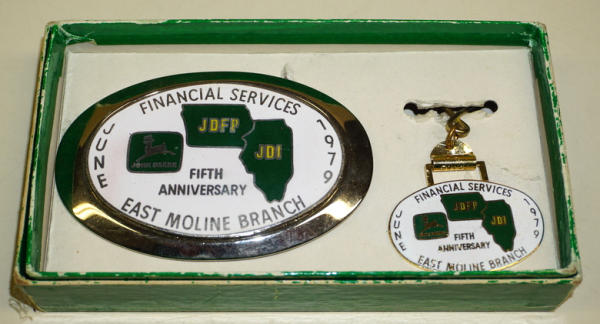 FINANCIAL SERVICES
JUNE
1979
JDFP
JDI
JOHN DEERE
FIFTH
ANNIVERSARY
EAST MOLINE BRANCH
FINANCIAL SERVICES
JUNE
1979
JDFP
JDI
FIFTH
ANNIVERSARY
EAST MOLINE BRANCH